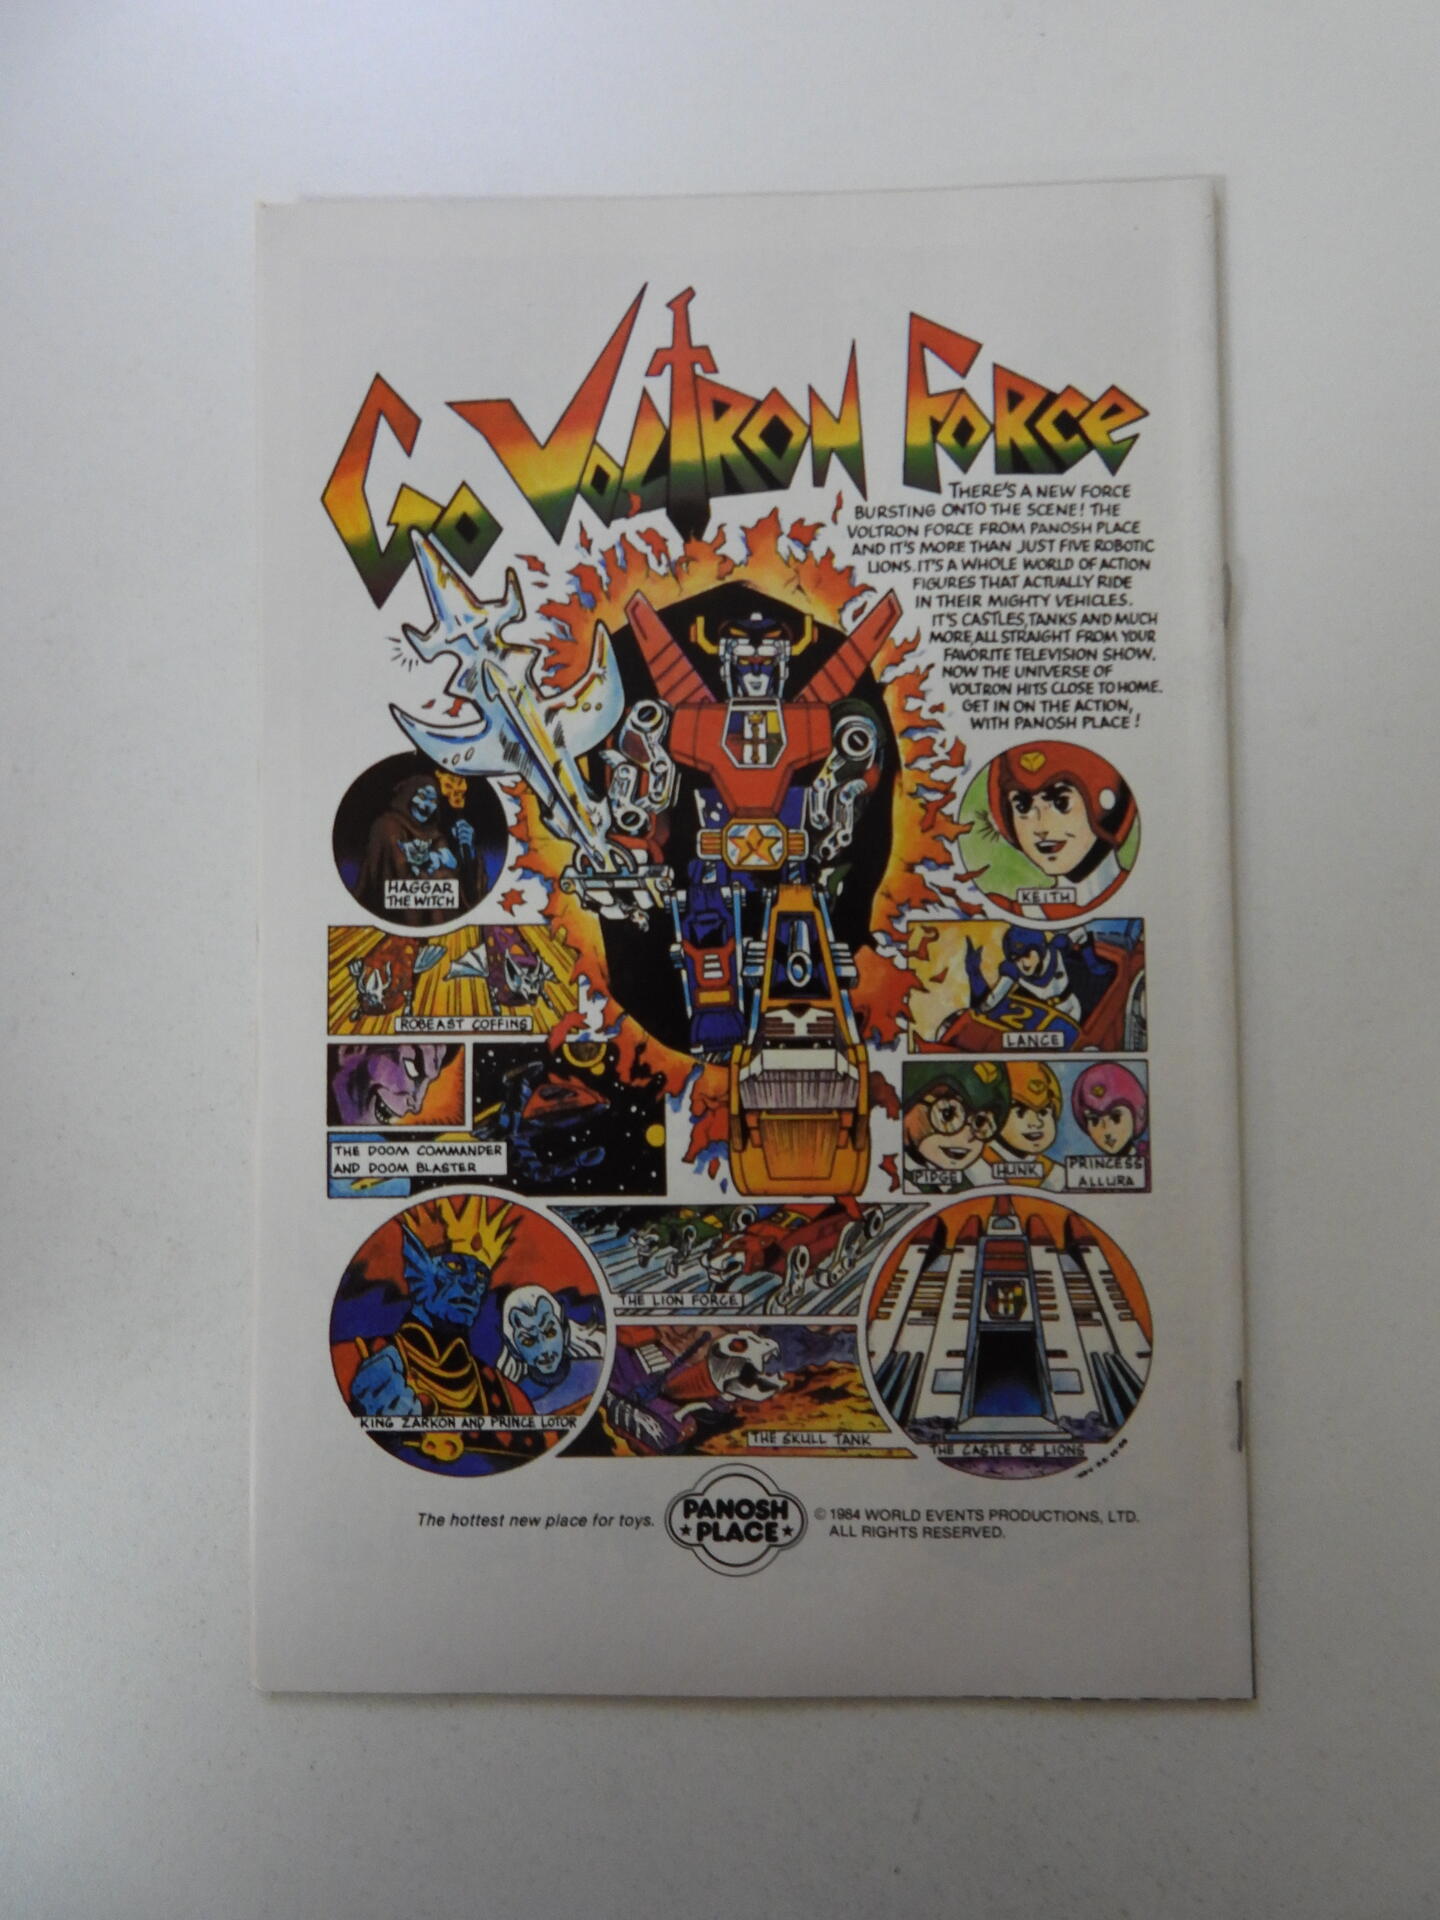 Go Voltron Force
THERE'S A NEW FORCE
BURSTING ONTO THE SCENE! THE
VOLTRON FORCE FROM PANOSH PLACE
AND IT'S MORE THAN JUST FIVE ROBOTIC
LIONS. IT'S A WHOLE WORLD OF ACTION
FIGURES THAT ACTUALLY RIDE
IN THEIR MIGHTY VEHICLES.
IT'S CASTLES, TANKS AND MUCH
MORE, ALL STRAIGHT FROM YOUR
FAVORITE TELEVISION SHOW.
NOW THE UNIVERSE OF
VOLTRON HITS CLOSE TO HOME.
GET IN ON THE ACTION,
WITH PANOSH PLACE!
HAGGAR
THE WITCH
KEITH
ROBEAST COFFINS
2
LANCE
THE DOOM COMMANDER
AND DOOM BLASTER
PIDGE
HUNK
PRINCESS
ALLURA
THE LION FORCE
KING ZARKON AND PRINCE LOTOR
THE SKULL TANK
THE CASTLE OF LIONS
The hottest new place for toys.
PANOSH
PLACE
© 1984 WORLD EVENTS PRODUCTIONS, LTD.
ALL RIGHTS RESERVED.